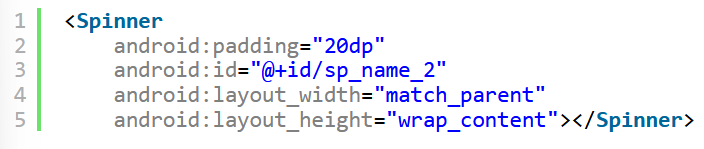 1 <Spinner
2 android:padding="20dp"
3 android:id="@+id/sp_name_2"
4 android:layout_width="match_parent"
5 android:layout_height="wrap_content"></Spinner>